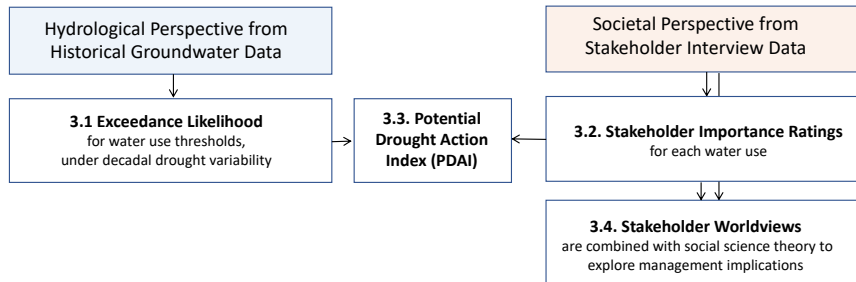 Hydrological Perspective from
Historical Groundwater Data
Societal Perspective from
Stakeholder Interview Data
3.1 Exceedance Likelihood
for water use thresholds,
under decadal drought variability
3.3. Potential
Drought Action
Index (PDAI)
3.2. Stakeholder Importance Ratings
for each water use
3.4. Stakeholder Worldviews
are combined with social science theory to
explore management implications